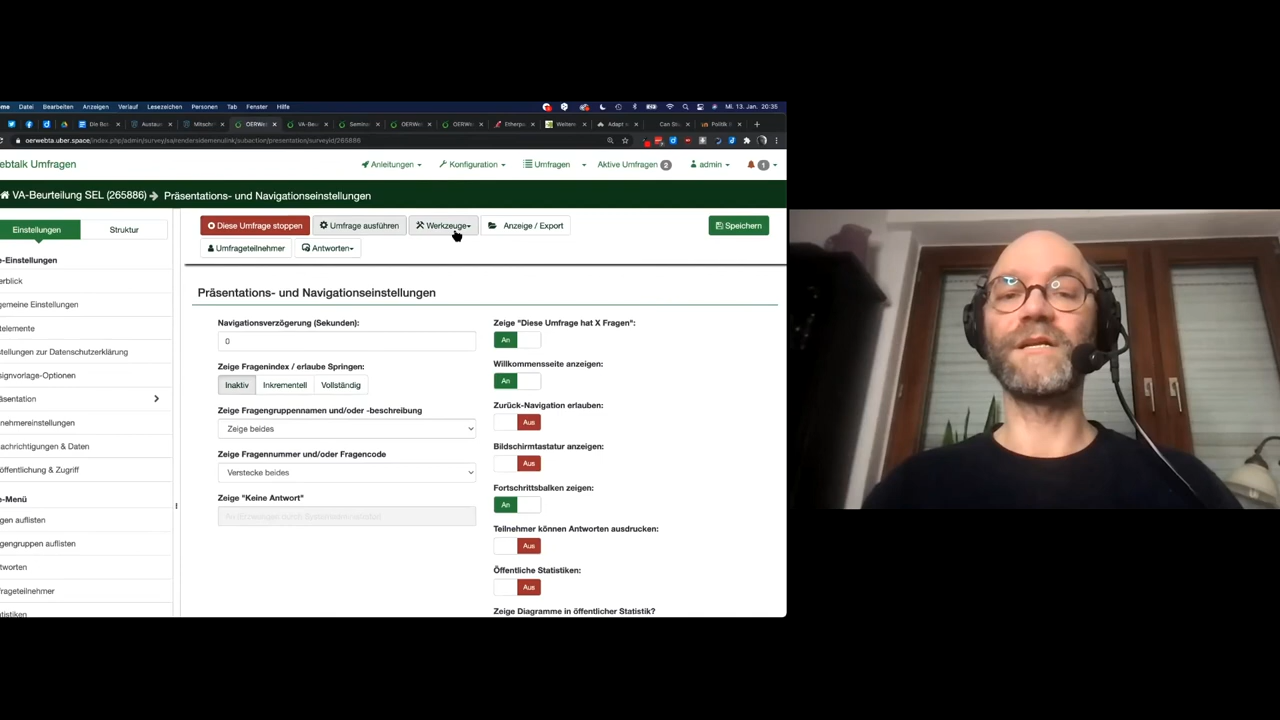 Datei Bearbeiten Anzeigen Verlauf Lesezeichen Personen Tab Fenster Hilfe
Mi. 13. Jan. 20:35
oerwebta.uber.space/index.php/admin/survey/sa/rendersidemenulink/subaction/presentation/surveyid/265886
ebtalk Umfragen
Anleitungen
Konfiguration
Umfragen
Aktive Umfragen 2
admin
1
VA-Beurteilung SEL (265886)
Präsentations- und Navigationseinstellungen
Einstellungen
Struktur
Diese Umfrage stoppen
Umfrage ausführen
Werkzeuge
Anzeige / Export
Speichern
Umfrageteilnehmer
Antworten
e-Einstellungen
erblick
gemeine Einstellungen
telemente
stellungen zur Datenschutzerklärung
signvorlage-Optionen
äsentation
nehmereinstellungen
achrichtigungen & Daten
öffentlichung & Zugriff
e-Menü
gen auflisten
gengruppen auflisten
tworten
frageteilnehmer
tistiken
Präsentations- und Navigationseinstellungen
Navigationsverzögerung (Sekunden):
0
Zeige Fragenindex / erlaube Springen:
Inaktiv
Inkrementell
Vollständig
Zeige Fragengruppennamen und/oder -beschreibung
Zeige beides
Zeige Fragennummer und/oder Fragencode
Verstecke beides
Zeige "Keine Antwort"
Zeige "Diese Umfrage hat X Fragen":
An
Willkommensseite anzeigen:
An
Zurück-Navigation erlauben:
Aus
Bildschirmtastatur anzeigen:
Aus
Fortschrittsbalken zeigen:
An
Teilnehmer können Antworten ausdrucken:
Aus
Öffentliche Statistiken:
Aus
Zeige Diagramme in öffentlicher Statistik?